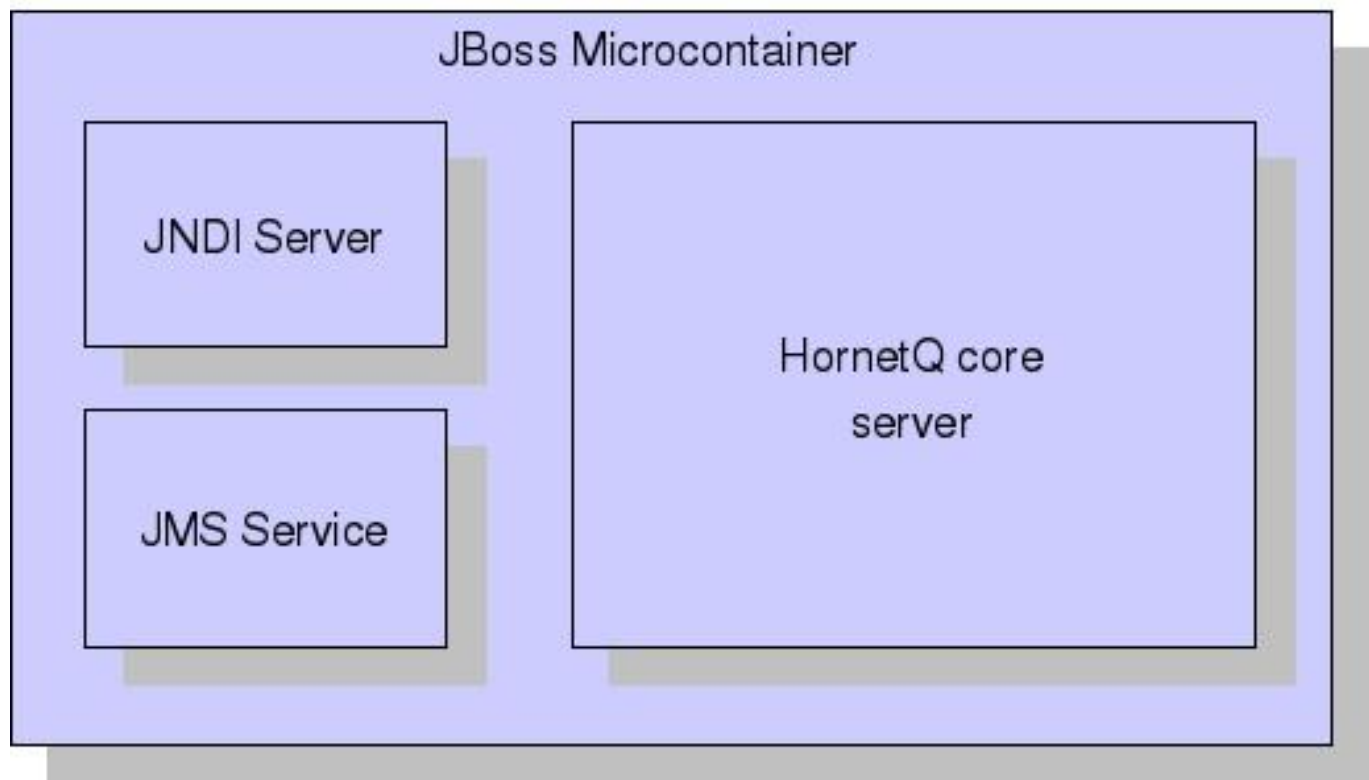 JBoss Microcontainer
JNDI Server
HornetQ core
server
JMS Service